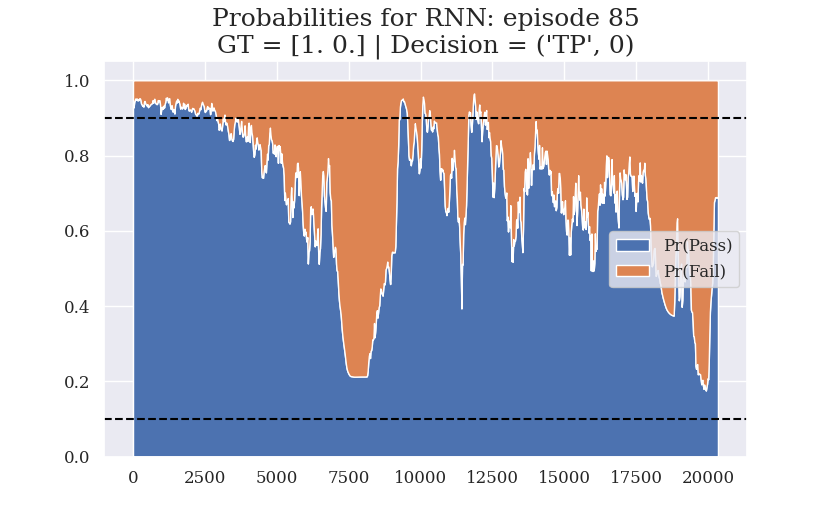 Probabilities for RNN: episode 85
GT = [1. 0.] | Decision = ('TP', 0)
1.0
0.8
0.6
0.4
0.2
0.0
Pr(Pass)
Pr(Fail)
0 2500 5000 7500 10000 12500 15000 17500 20000